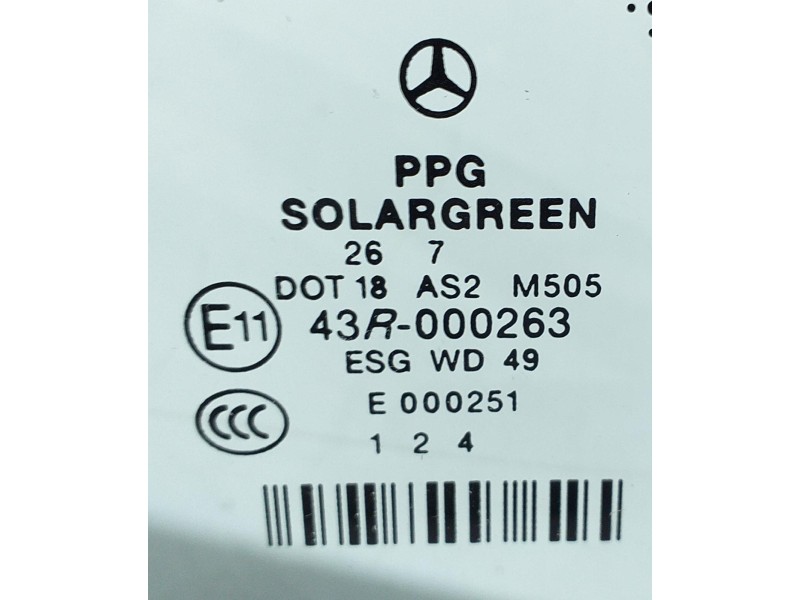 PPG
SOLARGREEN
26 7
DOT 18 AS2 M505
E11 43R-000263
ESG WD 49
CCC E 000251
1 2 4